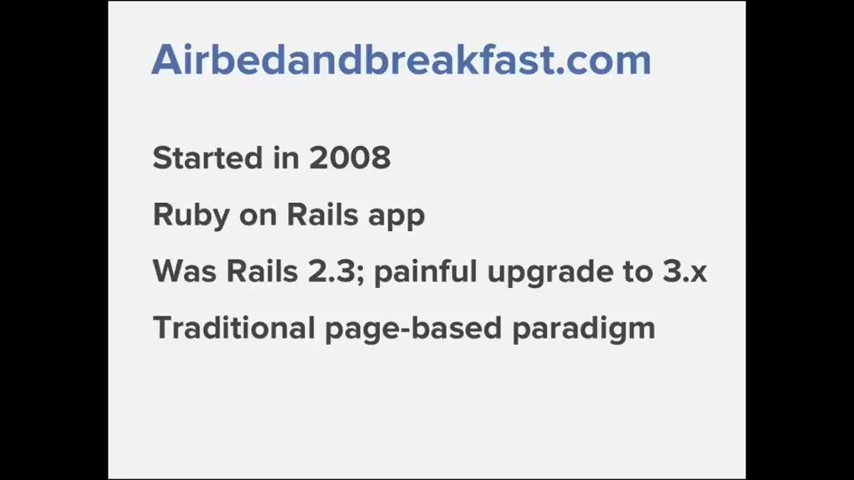 Airbedandbreakfast.com
Started in 2008
Ruby on Rails app
Was Rails 2.3; painful upgrade to 3.x
Traditional page-based paradigm